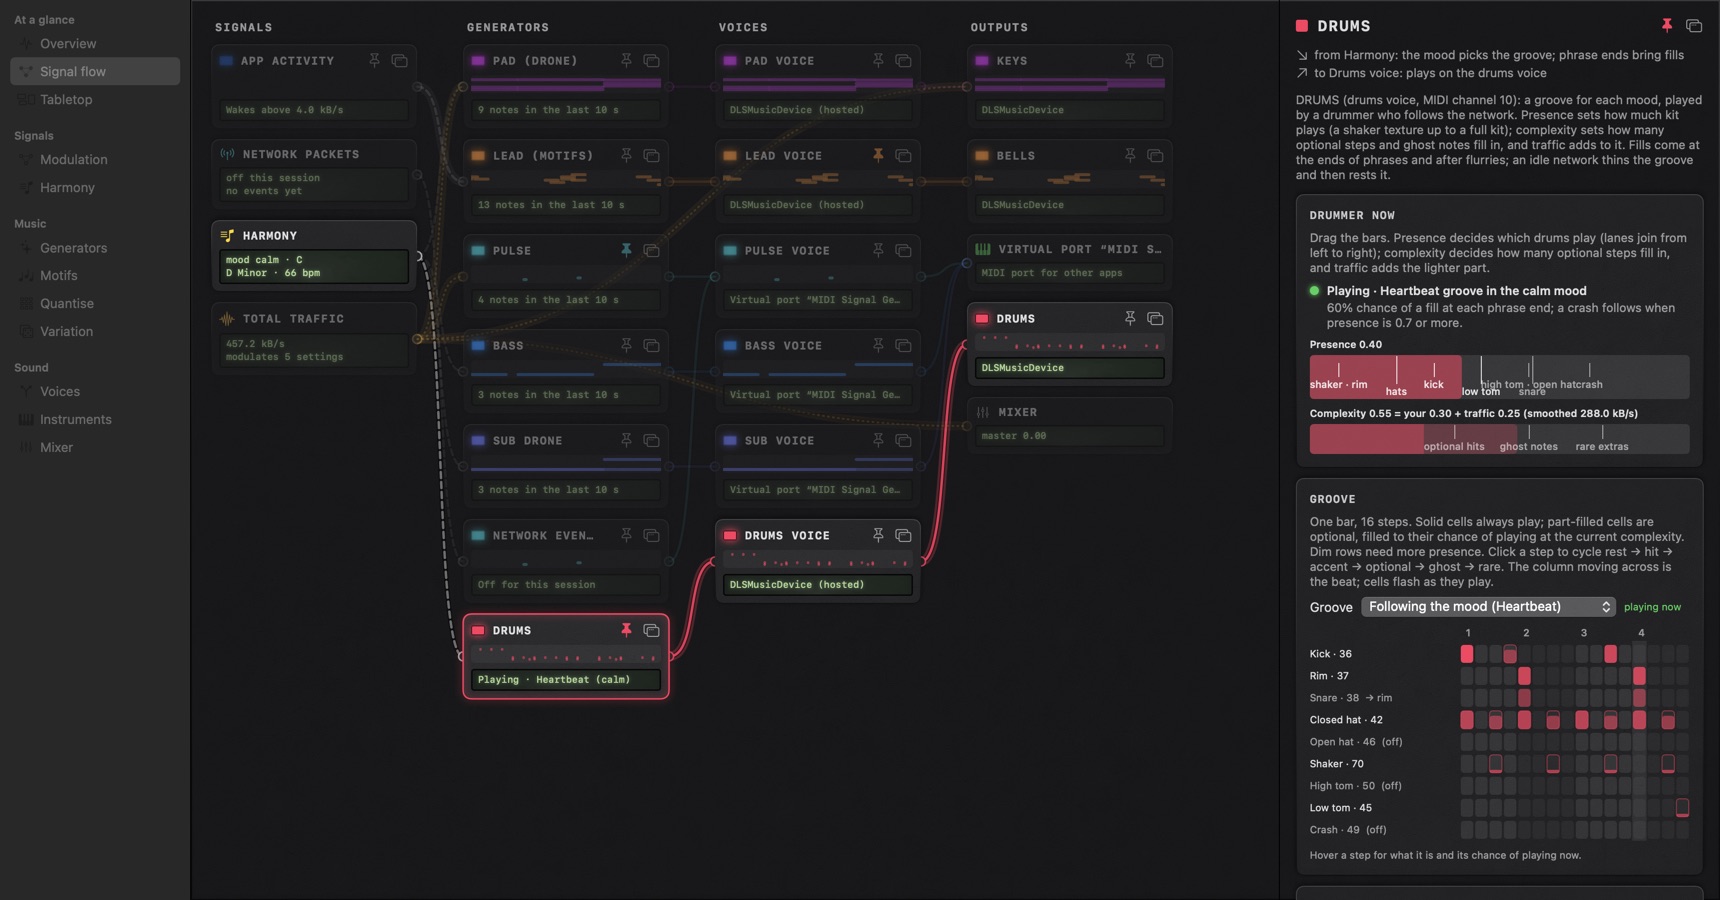 At a glance
Overview
Signal flow
Tabletop
Signals
Modulation
Harmony
Music
Generators
Motifs
Quantise
Variation
Sound
Voices
Instruments
Mixer
SIGNALS
APP ACTIVITY
Wakes above 4.0 kB/s
NETWORK PACKETS
off this session
no events yet
HARMONY
mood calm · C
D Minor · 66 bpm
TOTAL TRAFFIC
457.2 kB/s
modulates 5 settings
GENERATORS
PAD (DRONE)
9 notes in the last 10 s
LEAD (MOTIFS)
13 notes in the last 10 s
PULSE
4 notes in the last 10 s
BASS
3 notes in the last 10 s
SUB DRONE
3 notes in the last 10 s
NETWORK EVEN…
Off for this session
DRUMS
Playing · Heartbeat (calm)
VOICES
PAD VOICE
DLSMusicDevice (hosted)
LEAD VOICE
DLSMusicDevice (hosted)
PULSE VOICE
Virtual port “MIDI Signal Ge…
BASS VOICE
Virtual port “MIDI Signal Ge…
SUB VOICE
Virtual port “MIDI Signal Ge…
DRUMS VOICE
DLSMusicDevice (hosted)
OUTPUTS
KEYS
DLSMusicDevice
BELLS
DLSMusicDevice
VIRTUAL PORT “MIDI S…
MIDI port for other apps
DRUMS
DLSMusicDevice
MIXER
master 0.00
DRUMS
↘ from Harmony: the mood picks the groove; phrase ends bring fills
↗ to Drums voice: plays on the drums voice
DRUMS (drums voice, MIDI channel 10): a groove for each mood, played
by a drummer who follows the network. Presence sets how much kit
plays (a shaker texture up to a full kit); complexity sets how many
optional steps and ghost notes fill in, and traffic adds to it. Fills come at
the ends of phrases and after flurries; an idle network thins the groove
and then rests it.
DRUMMER NOW
Drag the bars. Presence decides which drums play (lanes join from
left to right); complexity decides how many optional steps fill in,
and traffic adds the lighter part.
Playing · Heartbeat groove in the calm mood
60% chance of a fill at each phrase end; a crash follows when
presence is 0.7 or more.
Presence 0.40
shaker · rim
hats
kick
low tom
high tom · open hat
snare
crash
Complexity 0.55 = your 0.30 + traffic 0.25 (smoothed 288.0 kB/s)
optional hits
ghost notes
rare extras
GROOVE
One bar, 16 steps. Solid cells always play; part-filled cells are
optional, filled to their chance of playing at the current complexity.
Dim rows need more presence. Click a step to cycle rest → hit →
accent → optional → ghost → rare. The column moving across is
the beat; cells flash as they play.
Groove Following the mood (Heartbeat) playing now
1 2 3 4
Kick · 36
Rim · 37
Snare · 38 → rim
Closed hat · 42
Open hat · 46 (off)
Shaker · 70
High tom · 50 (off)
Low tom · 45
Crash · 49 (off)
Hover a step for what it is and its chance of playing now.